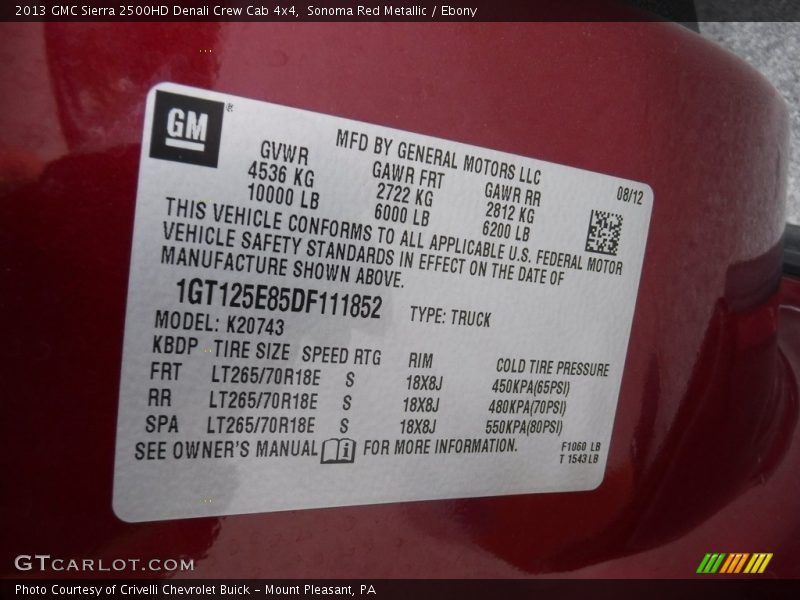 2013 GMC Sierra 2500HD Denali Crew Cab 4x4, Sonoma Red Metallic / Ebony
GM®
MFD BY GENERAL MOTORS LLC
08/12
GVWR GAWR FRT GAWR RR
4536 KG 2722 KG 2812 KG
10000 LB 6000 LB 6200 LB
THIS VEHICLE CONFORMS TO ALL APPLICABLE U.S. FEDERAL MOTOR
VEHICLE SAFETY STANDARDS IN EFFECT ON THE DATE OF
MANUFACTURE SHOWN ABOVE.
1GT125E85DF111852 TYPE: TRUCK
MODEL: K20743
KBDP TIRE SIZE SPEED RTG RIM COLD TIRE PRESSURE
FRT LT265/70R18E S 18X8J 450KPA(65PSI)
RR LT265/70R18E S 18X8J 480KPA(70PSI)
SPA LT265/70R18E S 18X8J 550KPA(80PSI)
SEE OWNER'S MANUAL i FOR MORE INFORMATION.
F1060 LB
T 1543 LB
GTcarlot.com
Photo Courtesy of Crivelli Chevrolet Buick - Mount Pleasant, PA